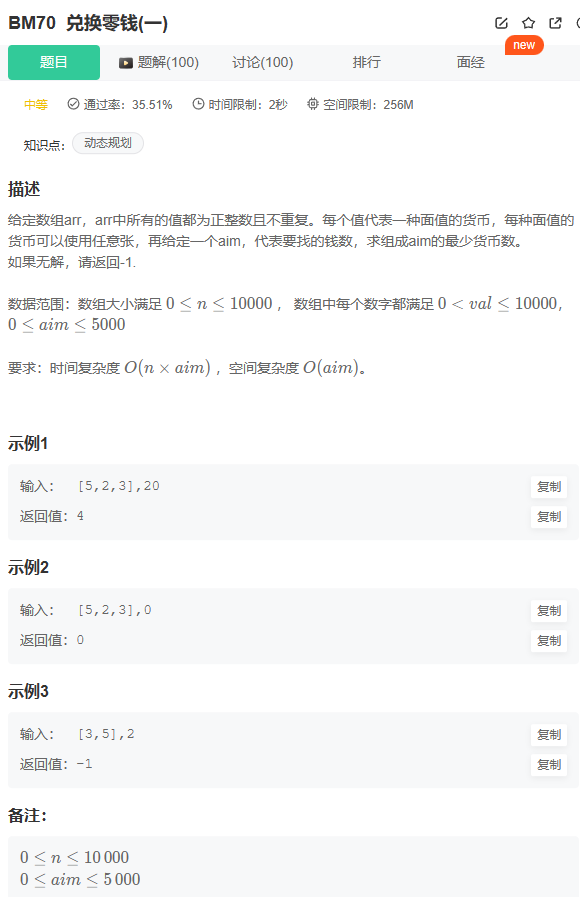 BM70 兑换零钱(一)
new
题目 题解(100) 讨论(100) 排行 面经
中等 通过率：35.51% 时间限制：2秒 空间限制：256M
知识点： 动态规划
描述
给定数组arr，arr中所有的值都为正整数且不重复。每个值代表一种面值的货币，每种面值的
货币可以使用任意张，再给定一个aim，代表要找的钱数，求组成aim的最少货币数。
如果无解，请返回-1.
数据范围：数组大小满足 0 ≤ n ≤ 10000 ， 数组中每个数字都满足 0 < val ≤ 10000，
0 ≤ aim ≤ 5000
要求：时间复杂度 O(n × aim) ，空间复杂度 O(aim)。
示例1
输入： [5,2,3],20 复制
返回值：4 复制
示例2
输入： [5,2,3],0 复制
返回值：0 复制
示例3
输入： [3,5],2 复制
返回值：-1 复制
备注：
0 ≤ n ≤ 10 000
0 ≤ aim ≤ 5 000